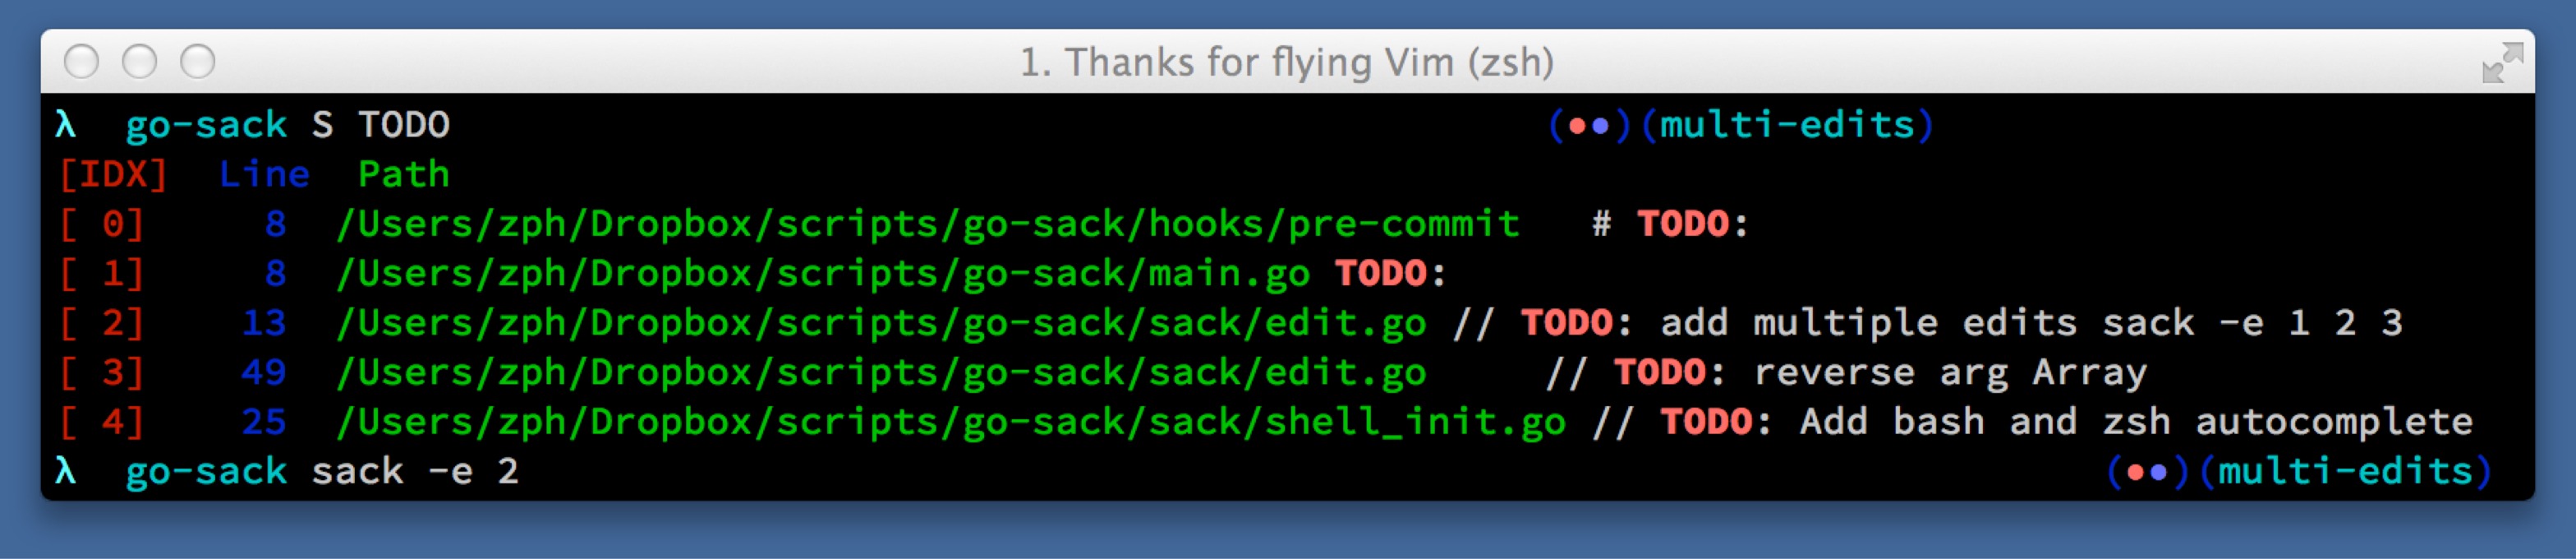 1. Thanks for flying Vim (zsh)
λ  go-sack S TODO (••)(multi-edits)
[IDX]  Line  Path
[ 0]     8  /Users/zph/Dropbox/scripts/go-sack/hooks/pre-commit   # TODO:
[ 1]     8  /Users/zph/Dropbox/scripts/go-sack/main.go TODO:
[ 2]    13  /Users/zph/Dropbox/scripts/go-sack/sack/edit.go // TODO: add multiple edits sack -e 1 2 3
[ 3]    49  /Users/zph/Dropbox/scripts/go-sack/sack/edit.go     // TODO: reverse arg Array
[ 4]    25  /Users/zph/Dropbox/scripts/go-sack/sack/shell_init.go // TODO: Add bash and zsh autocomplete
λ  go-sack sack -e 2 (••)(multi-edits)